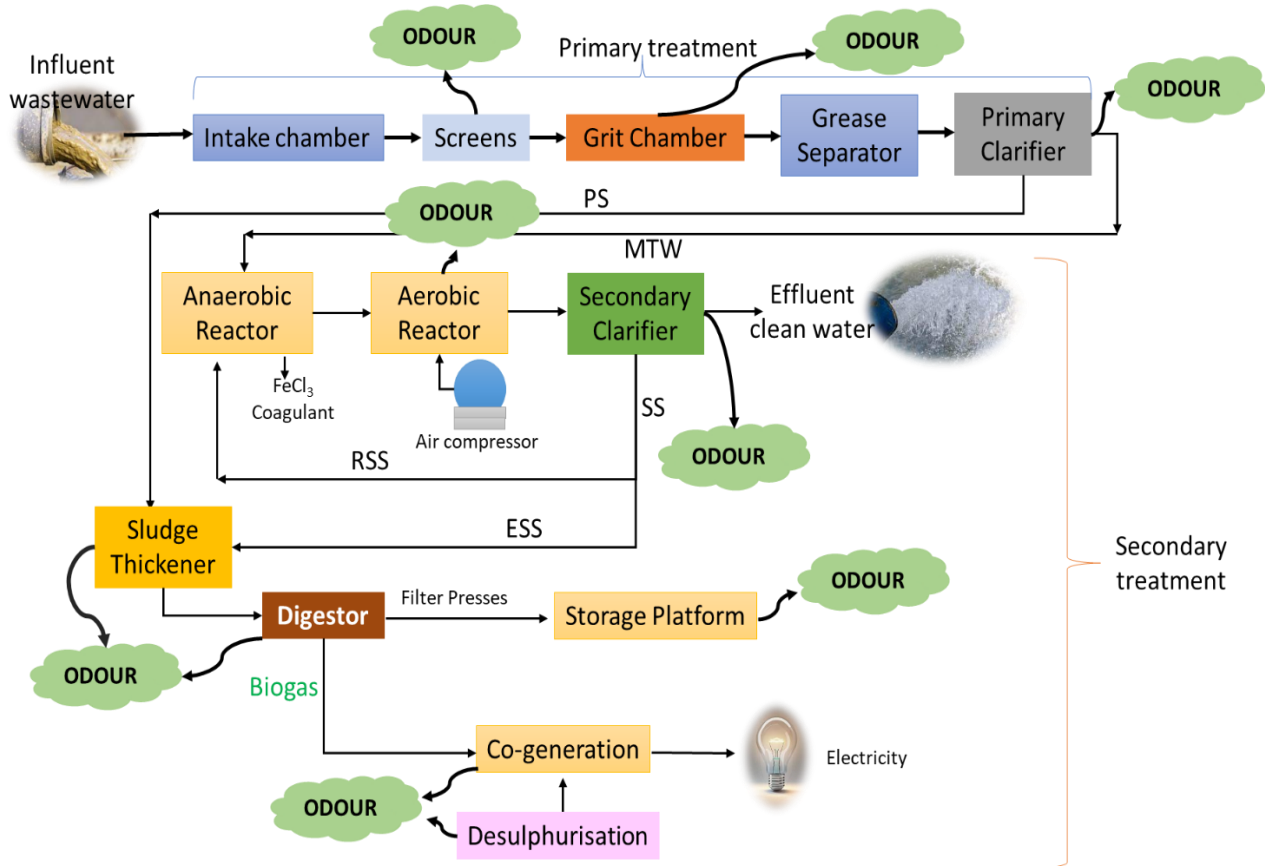 ODOUR
Primary treatment
ODOUR
Influent
wastewater
ODOUR
Intake chamber
Screens
Grit Chamber
Grease
Separator
Primary
Clarifier
PS
ODOUR
MTW
Anaerobic
Reactor
Aerobic
Reactor
Secondary
Clarifier
Effluent
clean water
FeCl₃
Coagulant
Air compressor
SS
ODOUR
RSS
ESS
Sludge
Thickener
Secondary
treatment
ODOUR
Digestor
Filter Presses
Storage Platform
ODOUR
Biogas
Co-generation
Electricity
ODOUR
Desulphurisation